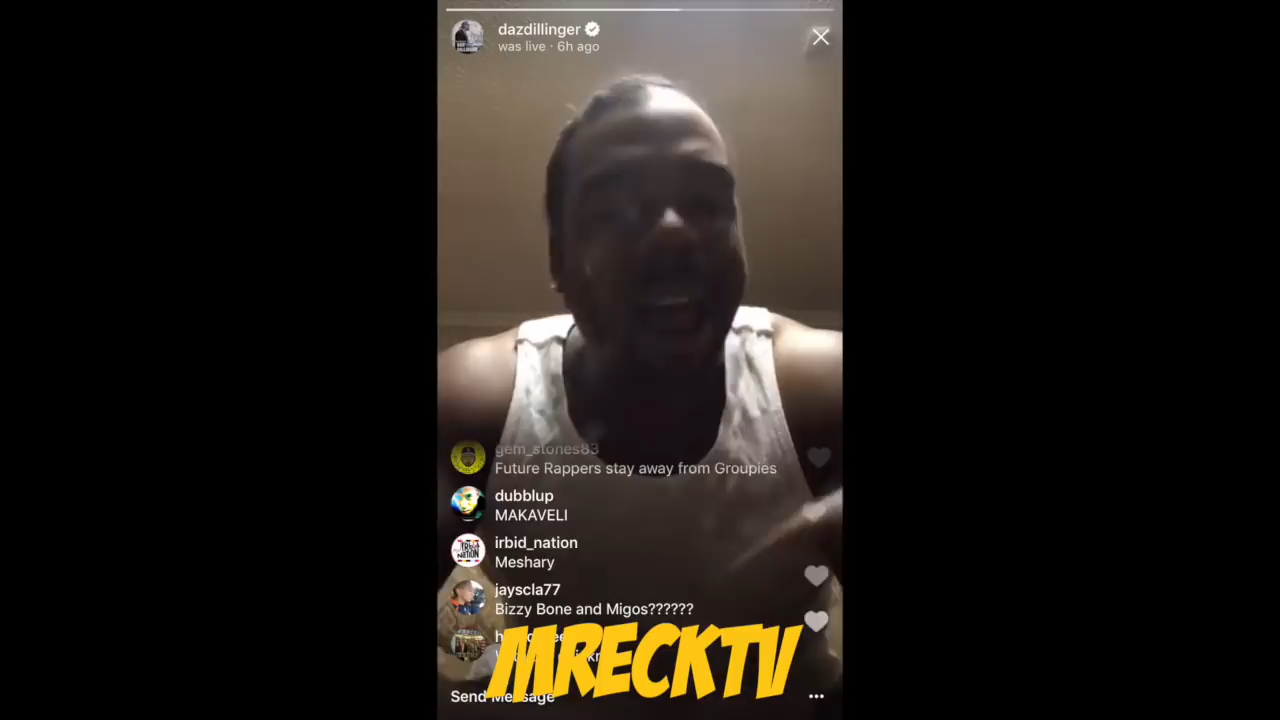 dazdillinger
was live · 6h ago
gem_stones83
Future Rappers stay away from Groupies
dubblup
MAKAVELI
irbid_nation
Meshary
jayscla77
Bizzy Bone and Migos??????
MRECKTV
Send Message